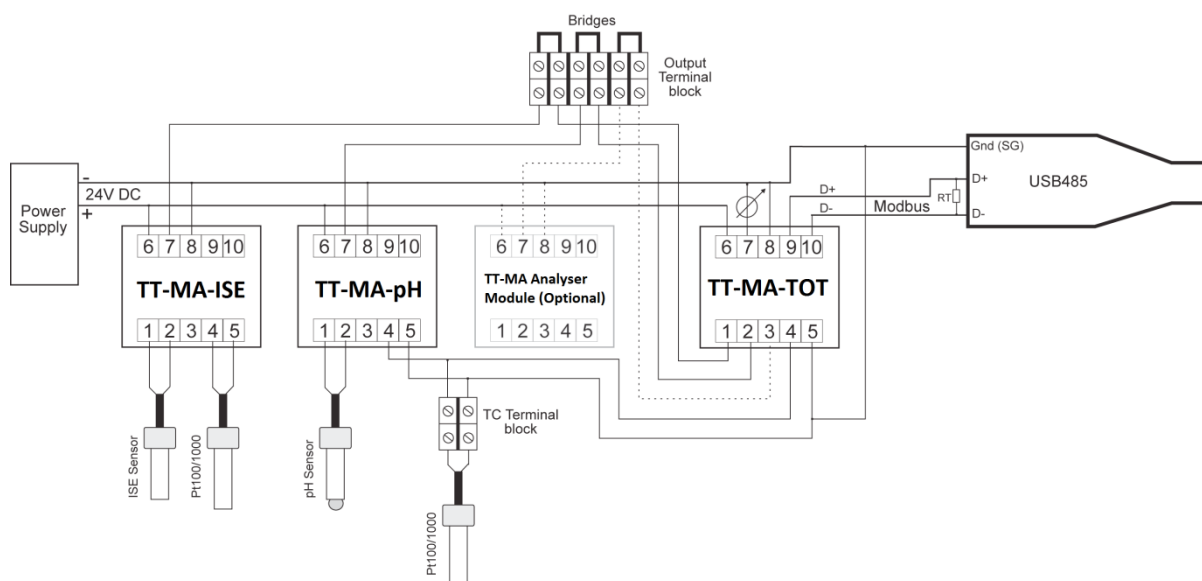 Bridges
Output
Terminal
block
Power
Supply
-
24V DC
+
6 7 8 9 10
TT-MA-ISE
1 2 3 4 5
6 7 8 9 10
TT-MA-pH
1 2 3 4 5
6 7 8 9 10
TT-MA Analyser
Module (Optional)
1 2 3 4 5
6 7 8 9 10
TT-MA-TOT
1 2 3 4 5
D+
D-
Modbus
Gnd (SG)
D+
RT
D-
USB485
ISE Sensor
Pt100/1000
pH Sensor
TC Terminal
block
Pt100/1000